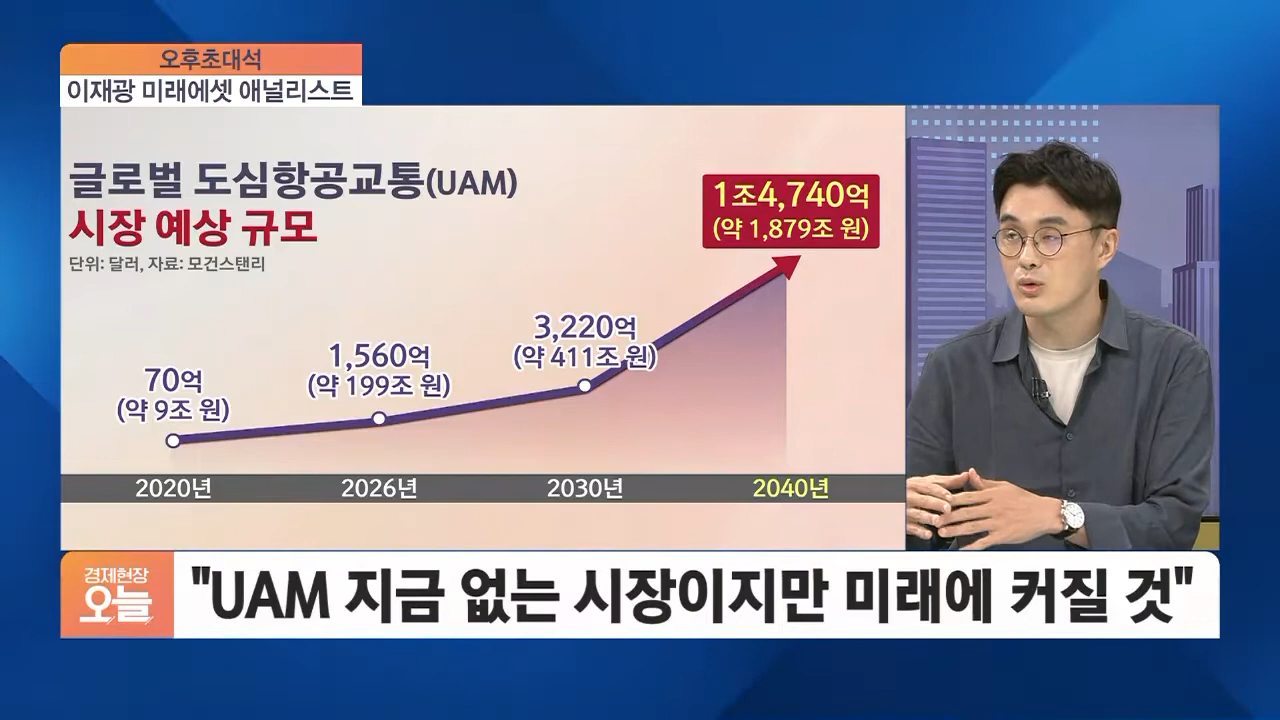 오후초대석
이재광 미래에셋 애널리스트
글로벌 도심항공교통(UAM)
시장 예상 규모
단위: 달러, 자료: 모건스탠리
70억
(약 9조 원)
1,560억
(약 199조 원)
3,220억
(약 411조 원)
1조4,740억
(약 1,879조 원)
2020년
2026년
2030년
2040년
경제현장
오늘
"UAM 지금 없는 시장이지만 미래에 커질 것"